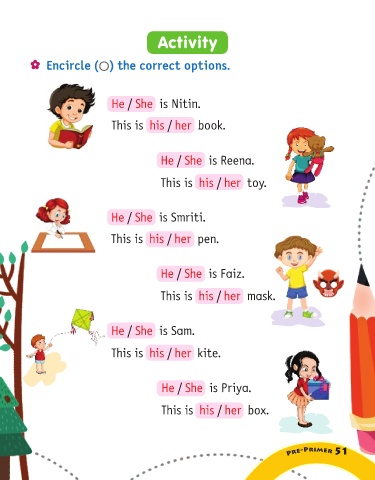 Activity
Encircle (○) the correct options.
He / She is Nitin.
This is his / her book.
He / She is Reena.
This is his / her toy.
He / She is Smriti.
This is his / her pen.
He / She is Faiz.
This is his / her mask.
He / She is Sam.
This is his / her kite.
He / She is Priya.
This is his / her box.
Pre-Primer 51